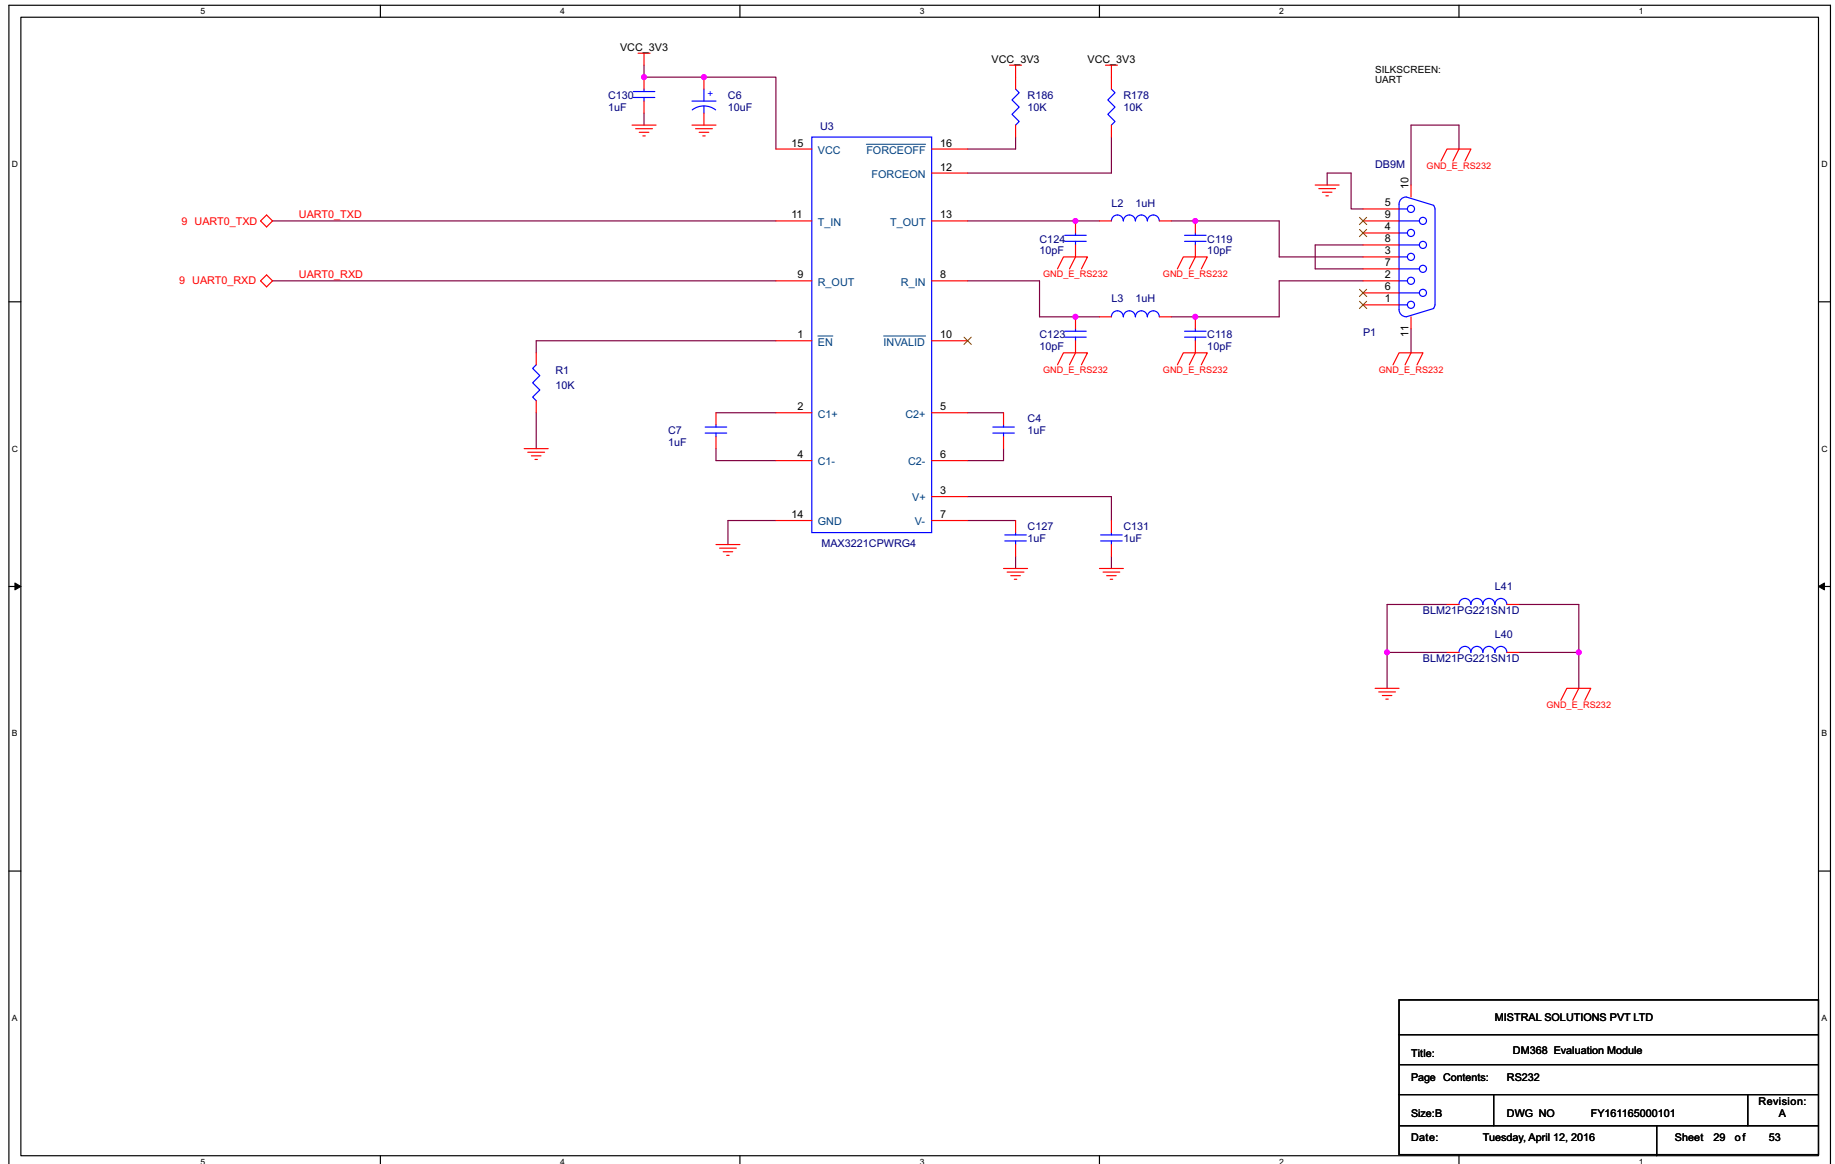 5 4 3 2 1
VCC_3V3
C130
1uF
+
C6
10uF
VCC_3V3
R186
10K
VCC_3V3
R178
10K
SILKSCREEN:
UART
U3
15 VCC
FORCEOFF 16
FORCEON 12
11 T_IN
T_OUT 13
9 R_OUT
R_IN 8
1 EN
INVALID 10
2 C1+
C2+ 5
4 C1-
C2- 6
V+ 3
14 GND
V- 7
MAX3221CPWRG4
9 UART0_TXD
UART0_TXD
9 UART0_RXD
UART0_RXD
R1
10K
C7
1uF
C4
1uF
C127
1uF
C131
1uF
L2 1uH
C124
10pF
GND_E_RS232
C119
10pF
GND_E_RS232
L3 1uH
C123
10pF
GND_E_RS232
C118
10pF
GND_E_RS232
DB9M
GND_E_RS232
10
5
9
4
8
3
7
2
6
1
11
P1
GND_E_RS232
L41
BLM21PG221SN1D
L40
BLM21PG221SN1D
GND_E_RS232
D D
C C
B B
A A
MISTRAL SOLUTIONS PVT LTD
Title: DM368 Evaluation Module
Page Contents: RS232
Size:B DWG NO FY161165000101 Revision: A
Date: Tuesday, April 12, 2016 Sheet 29 of 53
5 4 3 2 1